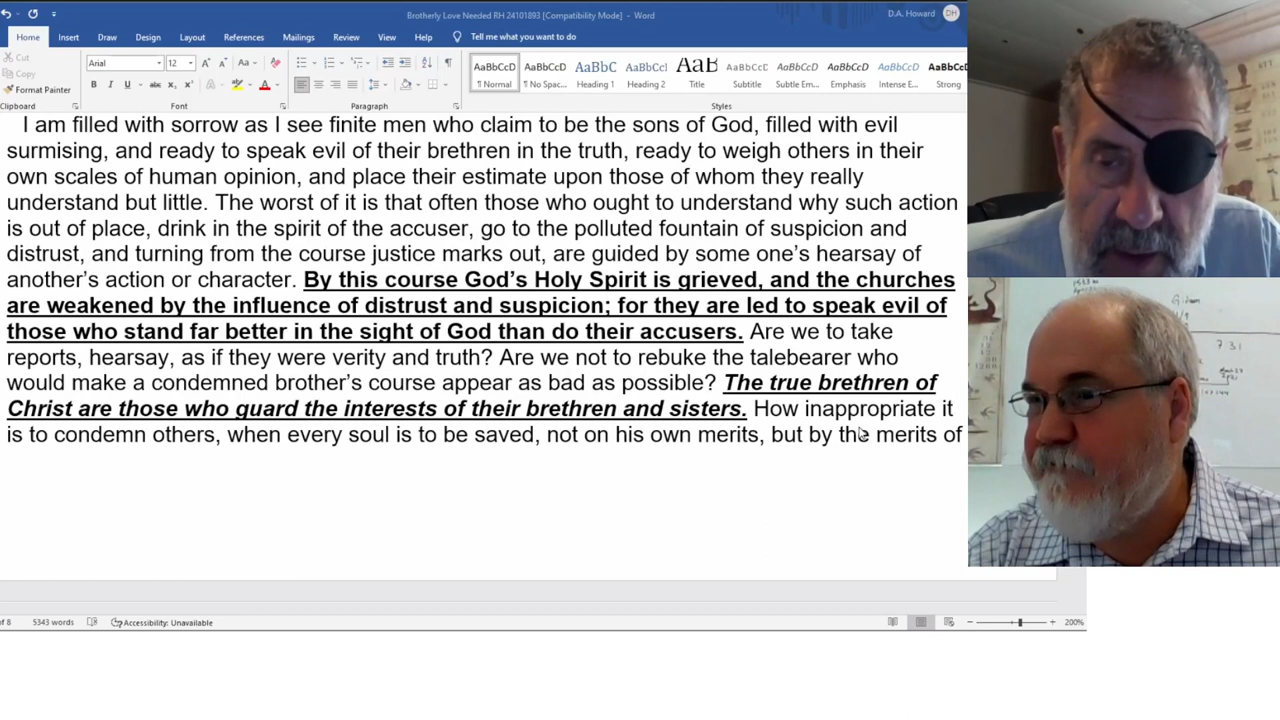 Brotherly Love Needed RH 24101893 [Compatibility Mode] - Word
D.A. Howard
DH
Home Insert Draw Design Layout References Mailings Review View Help Tell me what you want to do
Cut
Copy
Format Painter
Clipboard
Arial
12
Font
Paragraph
AaBbCcD AaBbCcD AaBbC AaBbCcD AaB AaBbCcD AaBbCcD AaBbCcD AaBbCcD AaBbCcD
¶ Normal ¶ No Spac... Heading 1 Heading 2 Title Subtitle Subtle Em... Emphasis Intense E... Strong
Styles
I am filled with sorrow as I see finite men who claim to be the sons of God, filled with evil
surmising, and ready to speak evil of their brethren in the truth, ready to weigh others in their
own scales of human opinion, and place their estimate upon those of whom they really
understand but little. The worst of it is that often those who ought to understand why such action
is out of place, drink in the spirit of the accuser, go to the polluted fountain of suspicion and
distrust, and turning from the course justice marks out, are guided by some one’s hearsay of
another’s action or character. By this course God’s Holy Spirit is grieved, and the churches
are weakened by the influence of distrust and suspicion; for they are led to speak evil of
those who stand far better in the sight of God than do their accusers. Are we to take
reports, hearsay, as if they were verity and truth? Are we not to rebuke the talebearer who
would make a condemned brother’s course appear as bad as possible? The true brethren of
Christ are those who guard the interests of their brethren and sisters. How inappropriate it
is to condemn others, when every soul is to be saved, not on his own merits, but by the merits of
of 8 5343 words Accessibility: Unavailable
200%